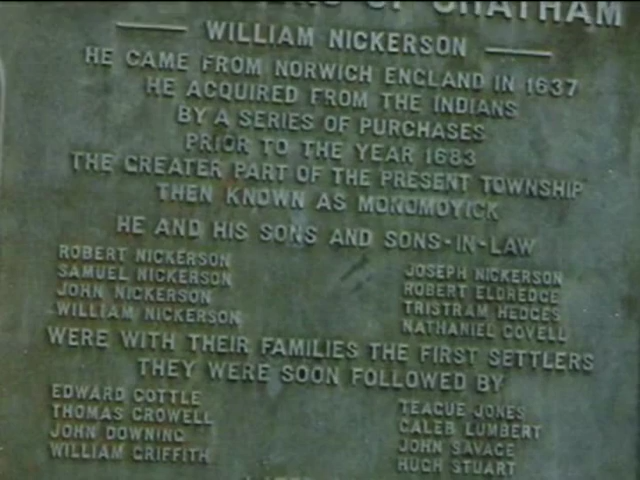 OF CHATHAM
WILLIAM NICKERSON
HE CAME FROM NORWICH ENGLAND IN 1637
HE ACQUIRED FROM THE INDIANS
BY A SERIES OF PURCHASES
PRIOR TO THE YEAR 1683
THE GREATER PART OF THE PRESENT TOWNSHIP
THEN KNOWN AS MONOMOYICK
HE AND HIS SONS AND SONS-IN-LAW
ROBERT NICKERSON
SAMUEL NICKERSON
JOHN NICKERSON
WILLIAM NICKERSON
JOSEPH NICKERSON
ROBERT ELDREDGE
TRISTRAM HEDGES
NATHANIEL COVELL
WERE WITH THEIR FAMILIES THE FIRST SETTLERS
THEY WERE SOON FOLLOWED BY
EDWARD COTTLE
THOMAS CROWELL
JOHN DOWNING
WILLIAM GRIFFITH
TEAGUE JONES
CALEB LUMBERT
JOHN SAVAGE
HUGH STUART